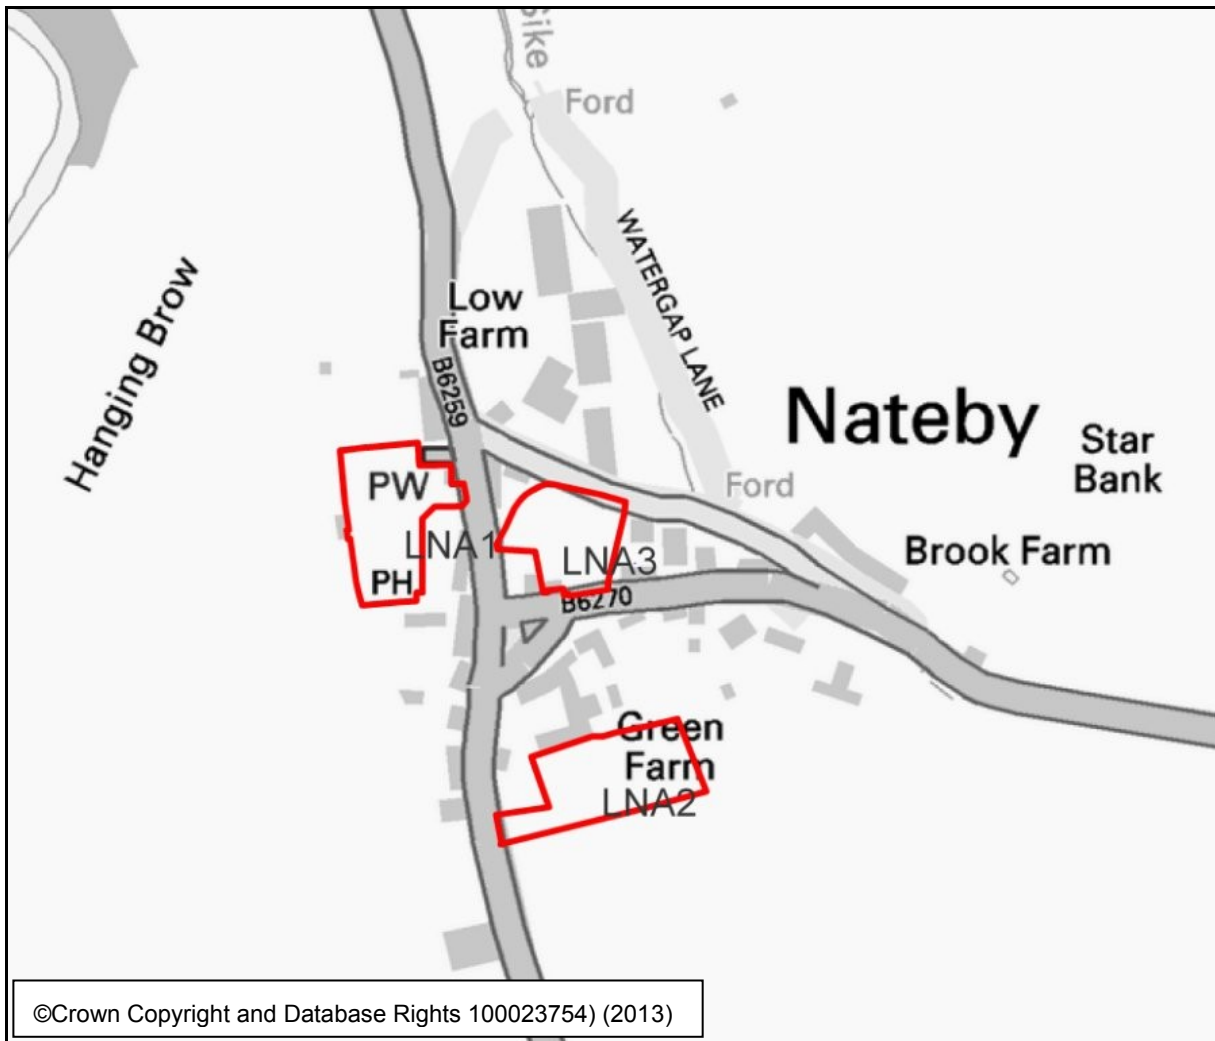 Sike
Ford
WATERGAP LANE
Hanging Brow
Low
Farm
B6259
Nateby
Star
Bank
PW
Ford
LNA1
LNA3
Brook Farm
PH
B6270
Green
Farm
LNA2
©Crown Copyright and Database Rights 100023754) (2013)